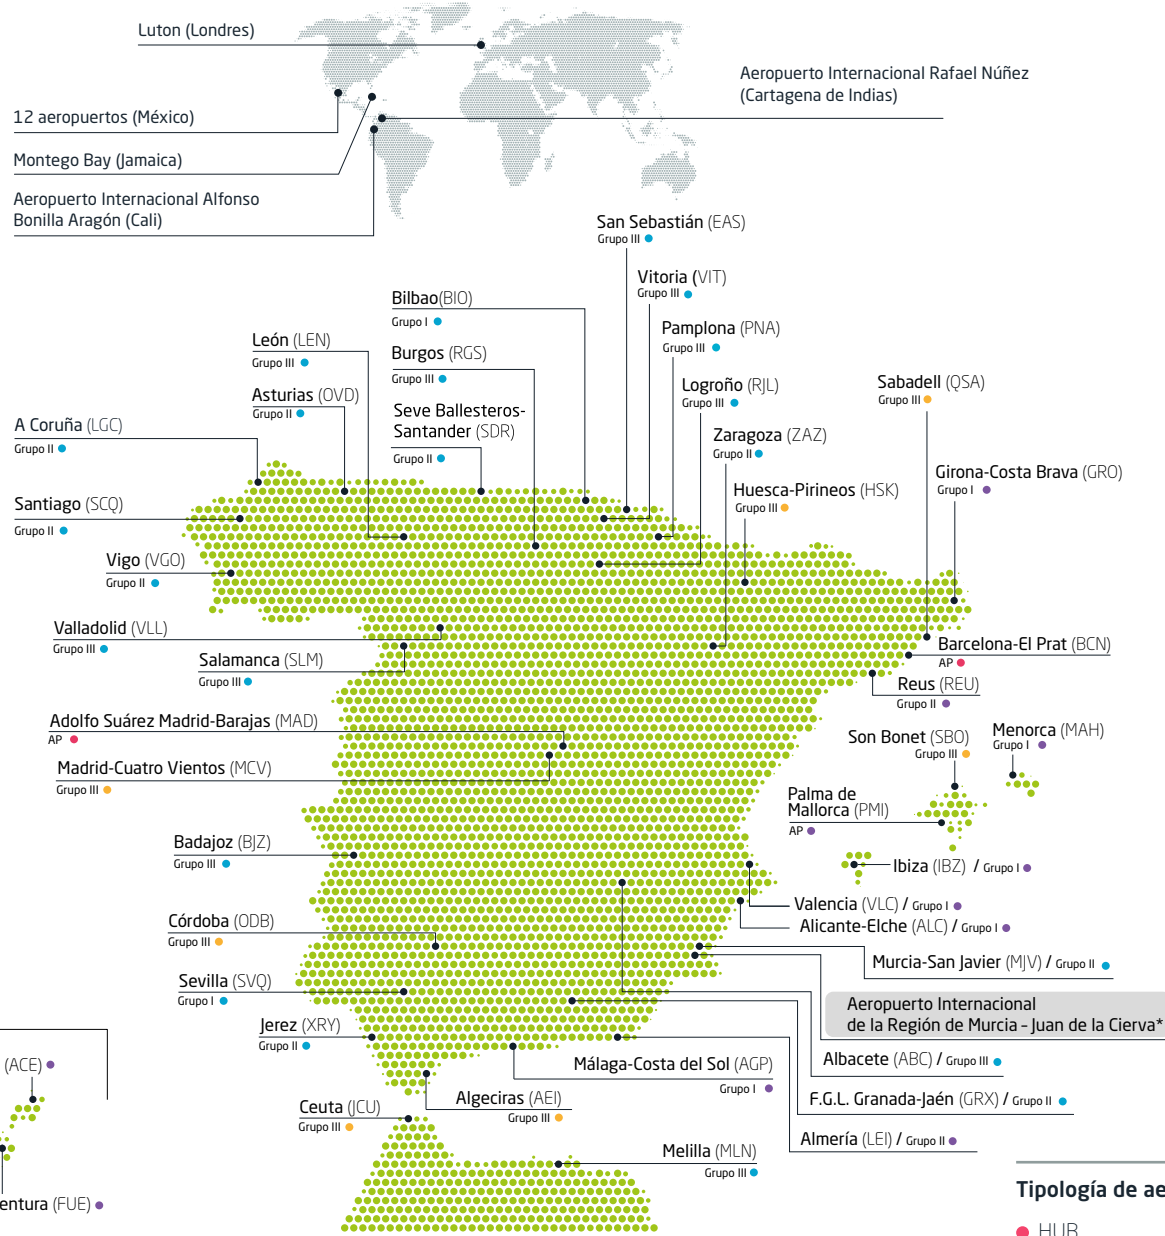 Luton (Londres)
Aeropuerto Internacional Rafael Núñez
(Cartagena de Indias)
12 aeropuertos (México)
Montego Bay (Jamaica)
Aeropuerto Internacional Alfonso
Bonilla Aragón (Cali)
San Sebastián (EAS)
Grupo III
Vitoria (VIT)
Grupo III
Bilbao(BIO)
Grupo I
Pamplona (PNA)
Grupo III
León (LEN)
Grupo III
Burgos (RGS)
Grupo III
Logroño (RJL)
Grupo III
Sabadell (QSA)
Grupo III
Asturias (OVD)
Grupo II
Seve Ballesteros-
Santander (SDR)
Grupo II
A Coruña (LGC)
Grupo II
Zaragoza (ZAZ)
Grupo II
Girona-Costa Brava (GRO)
Grupo I
Huesca-Pirineos (HSK)
Grupo III
Santiago (SCQ)
Grupo II
Vigo (VGO)
Grupo II
Valladolid (VLL)
Grupo III
Salamanca (SLM)
Grupo III
Barcelona-El Prat (BCN)
AP
Reus (REU)
Grupo II
Adolfo Suárez Madrid-Barajas (MAD)
AP
Son Bonet (SBO)
Grupo III
Menorca (MAH)
Grupo I
Madrid-Cuatro Vientos (MCV)
Grupo III
Palma de
Mallorca (PMI)
AP
Badajoz (BJZ)
Grupo III
Ibiza (IBZ) / Grupo I
Valencia (VLC) / Grupo I
Córdoba (ODB)
Grupo III
Alicante-Elche (ALC) / Grupo I
Murcia-San Javier (MJV) / Grupo II
Sevilla (SVQ)
Grupo I
Aeropuerto Internacional
de la Región de Murcia - Juan de la Cierva*
Jerez (XRY)
Grupo II
Málaga-Costa del Sol (AGP)
Grupo I
Albacete (ABC) / Grupo III
(ACE)
Algeciras (AEI)
Grupo III
F.G.L. Granada-Jaén (GRX) / Grupo II
Ceuta (JCU)
Grupo III
Almería (LEI) / Grupo II
Melilla (MLN)
Grupo III
entura (FUE)
Tipología de ae
HUB